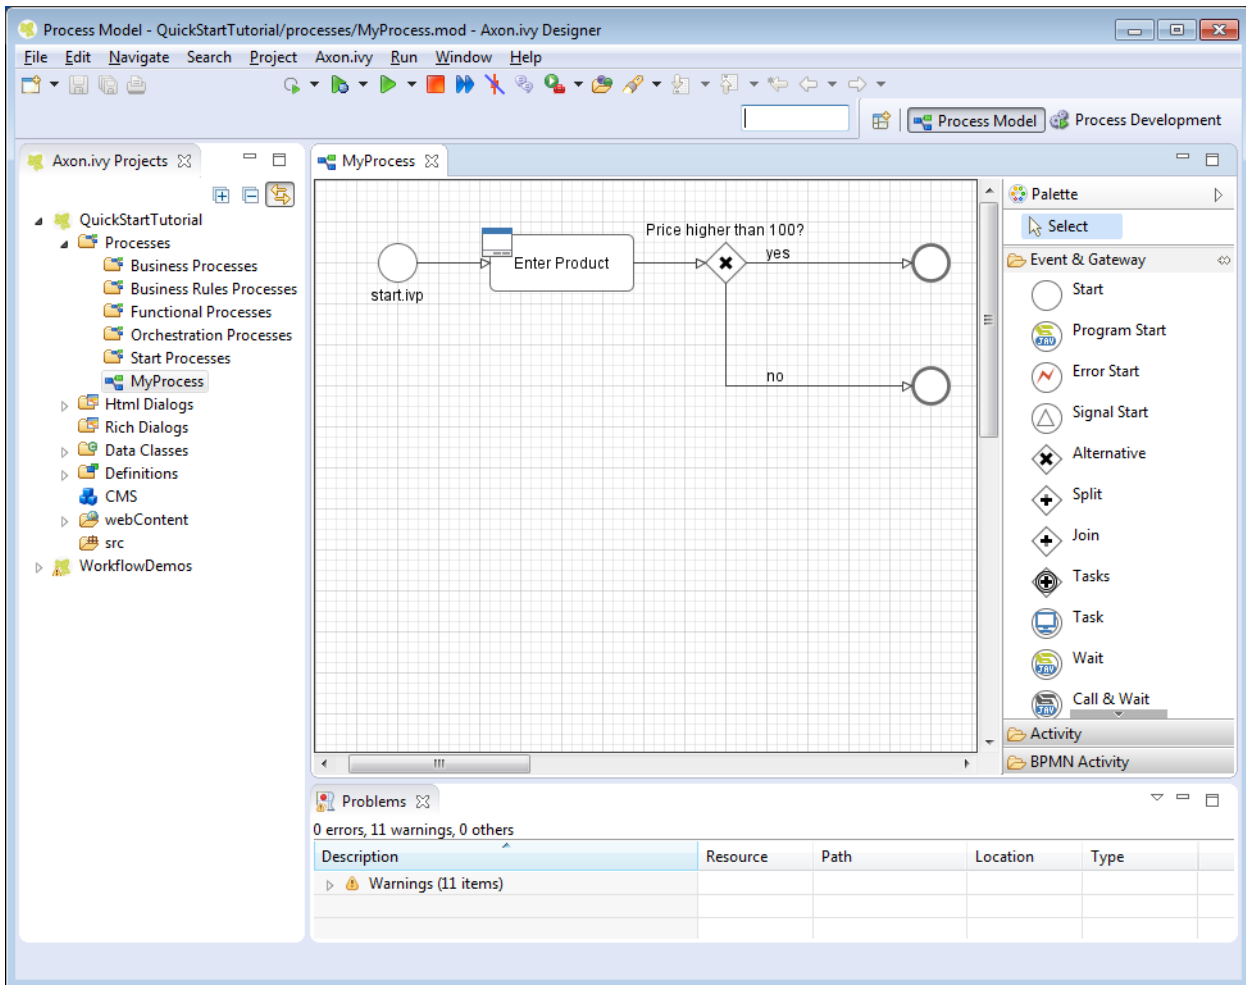 Process Model - QuickStartTutorial/processes/MyProcess.mod - Axon.ivy Designer
File Edit Navigate Search Project Axon.ivy Run Window Help
Process Model Process Development
Axon.ivy Projects
QuickStartTutorial
Processes
Business Processes
Business Rules Processes
Functional Processes
Orchestration Processes
Start Processes
MyProcess
Html Dialogs
Rich Dialogs
Data Classes
Definitions
CMS
webContent
src
WorkflowDemos
MyProcess
Price higher than 100?
yes
Enter Product
start.ivp
no
Palette
Select
Event & Gateway
Start
Program Start
Error Start
Signal Start
Alternative
Split
Join
Tasks
Task
Wait
Call & Wait
Activity
BPMN Activity
Problems
0 errors, 11 warnings, 0 others
Description Resource Path Location Type
Warnings (11 items)